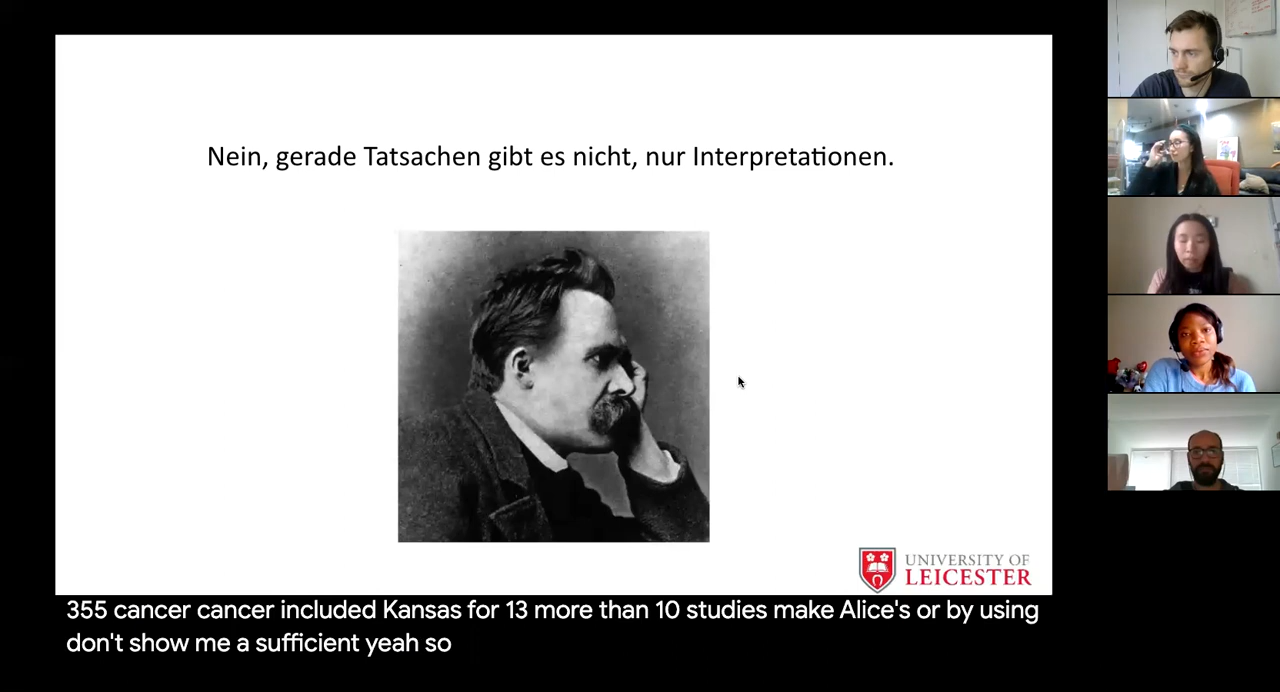 Nein, gerade Tatsachen gibt es nicht, nur Interpretationen.
UNIVERSITY OF
LEICESTER
355 cancer cancer included Kansas for 13 more than 10 studies make Alice's or by using
don't show me a sufficient yeah so